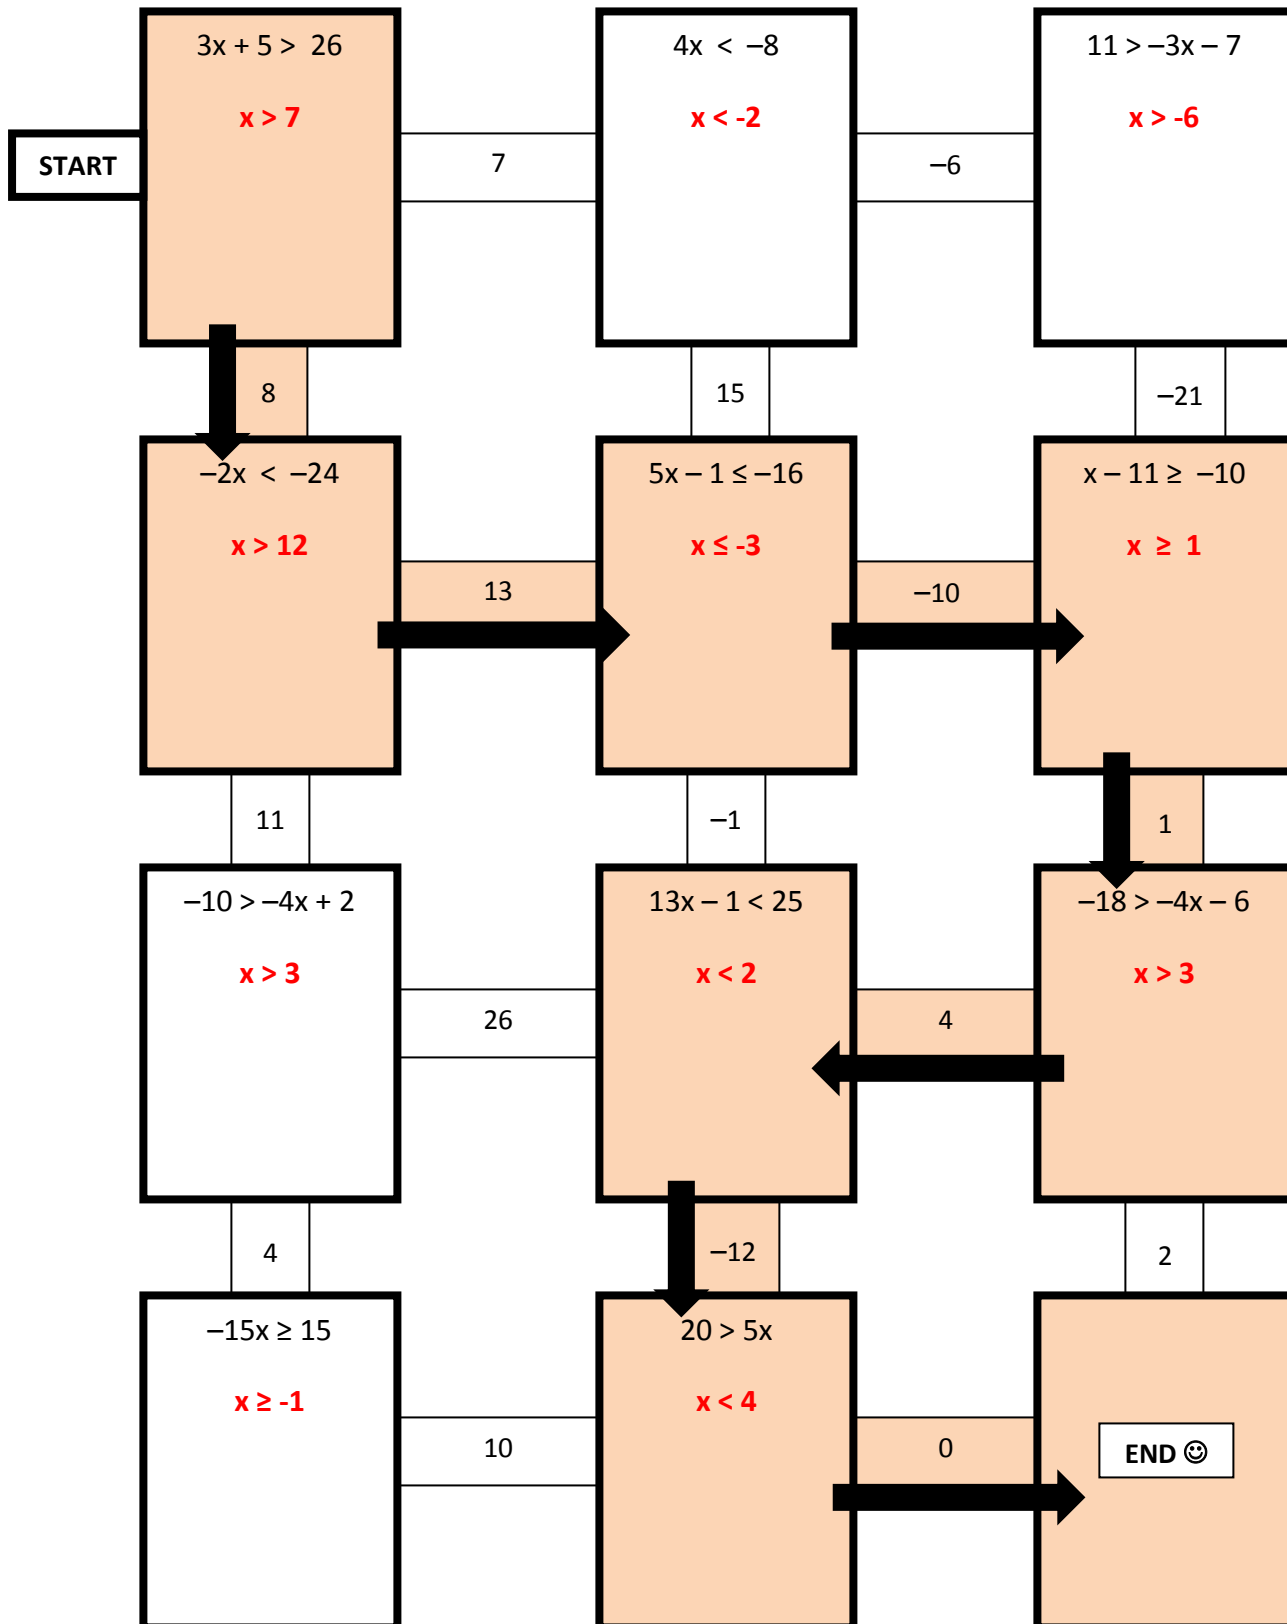 3x + 5 > 26
4x < –8
11 > –3x – 7
x > 7
x < -2
x > -6
START
7
–6
8
15
–21
–2x < –24
5x – 1 ≤ –16
x – 11 ≥ –10
x > 12
x ≤ -3
x ≥ 1
13
–10
11
–1
1
–10 > –4x + 2
13x – 1 < 25
–18 > –4x – 6
x > 3
x < 2
x > 3
26
4
4
–12
2
–15x ≥ 15
20 > 5x
x ≥ -1
x < 4
10
0
END ☺